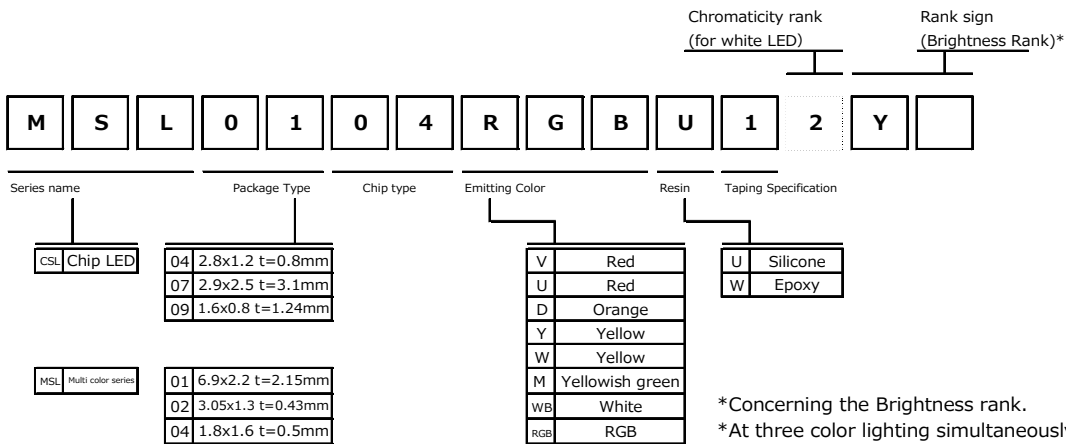 Chromaticity rank
(for white LED)
Rank sign
(Brightness Rank)*
M S L 0 1 0 4 R G B U 1 2 Y
Series name
Package Type
Chip type
Emitting Color
Resin
Taping Specification
CSL Chip LED
04 2.8x1.2 t=0.8mm
07 2.9x2.5 t=3.1mm
09 1.6x0.8 t=1.24mm
MSL Multi color series
01 6.9x2.2 t=2.15mm
02 3.05x1.3 t=0.43mm
04 1.8x1.6 t=0.5mm
V Red
U Red
D Orange
Y Yellow
W Yellow
M Yellowish green
WB White
RGB RGB
U Silicone
W Epoxy
*Concerning the Brightness rank.
*At three color lighting simultaneously